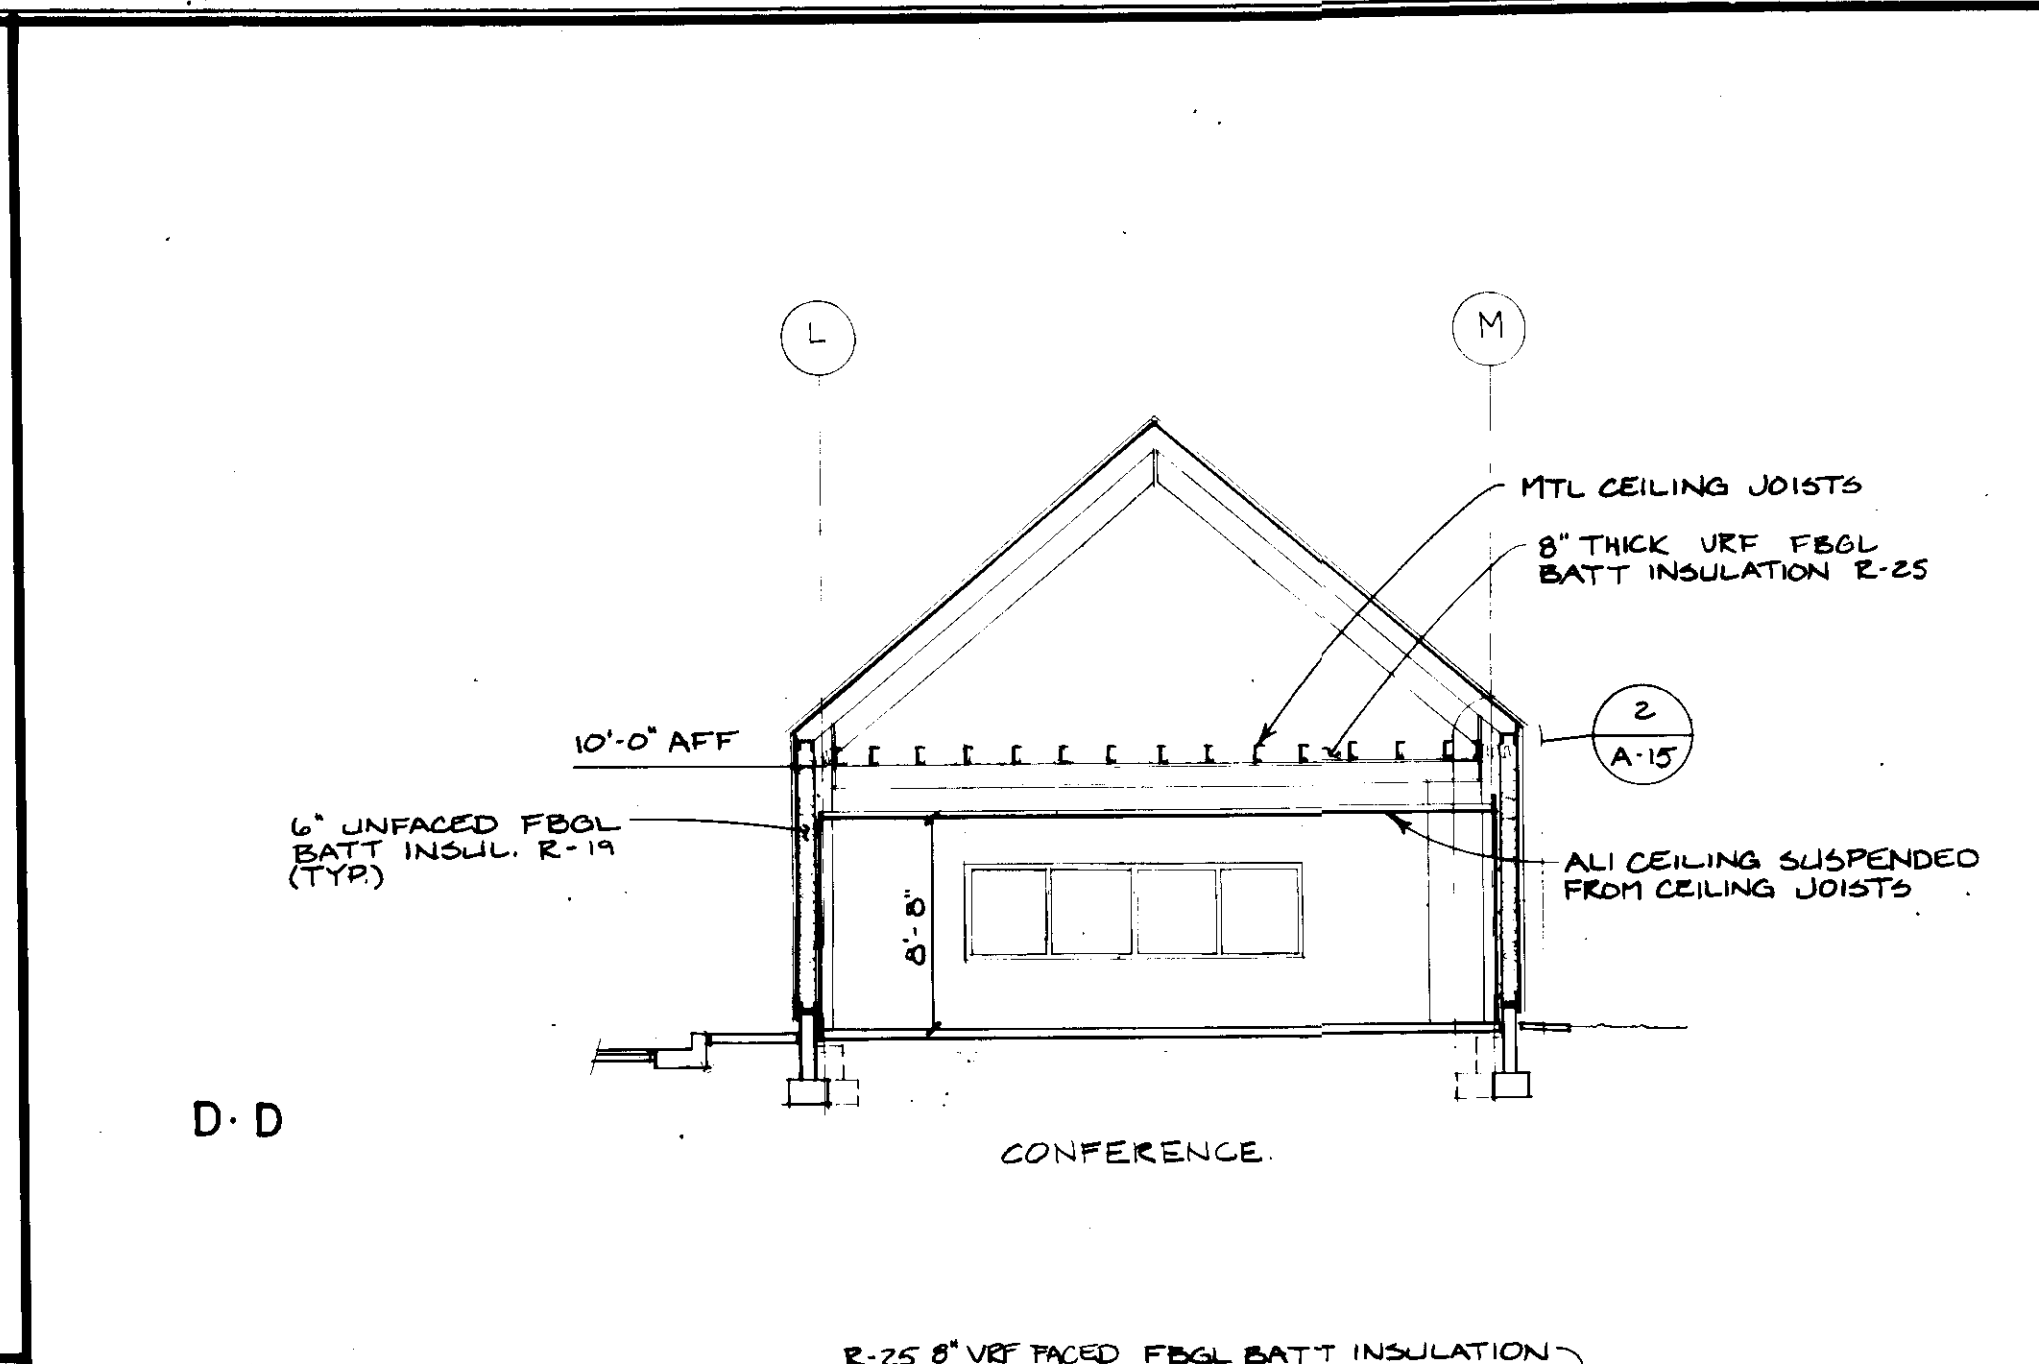 L
M
MTL CEILING JOISTS
8" THICK VRF FBGL
BATT INSULATION R-25
2
A-15
10'-0" AFF
6" UNFACED FBGL
BATT INSUL. R-19
(TYP.)
8'-8"
AL1 CEILING SUSPENDED
FROM CEILING JOISTS
D·D
CONFERENCE.
R-25 8" VRF FACED FBGL BATT INSULATION